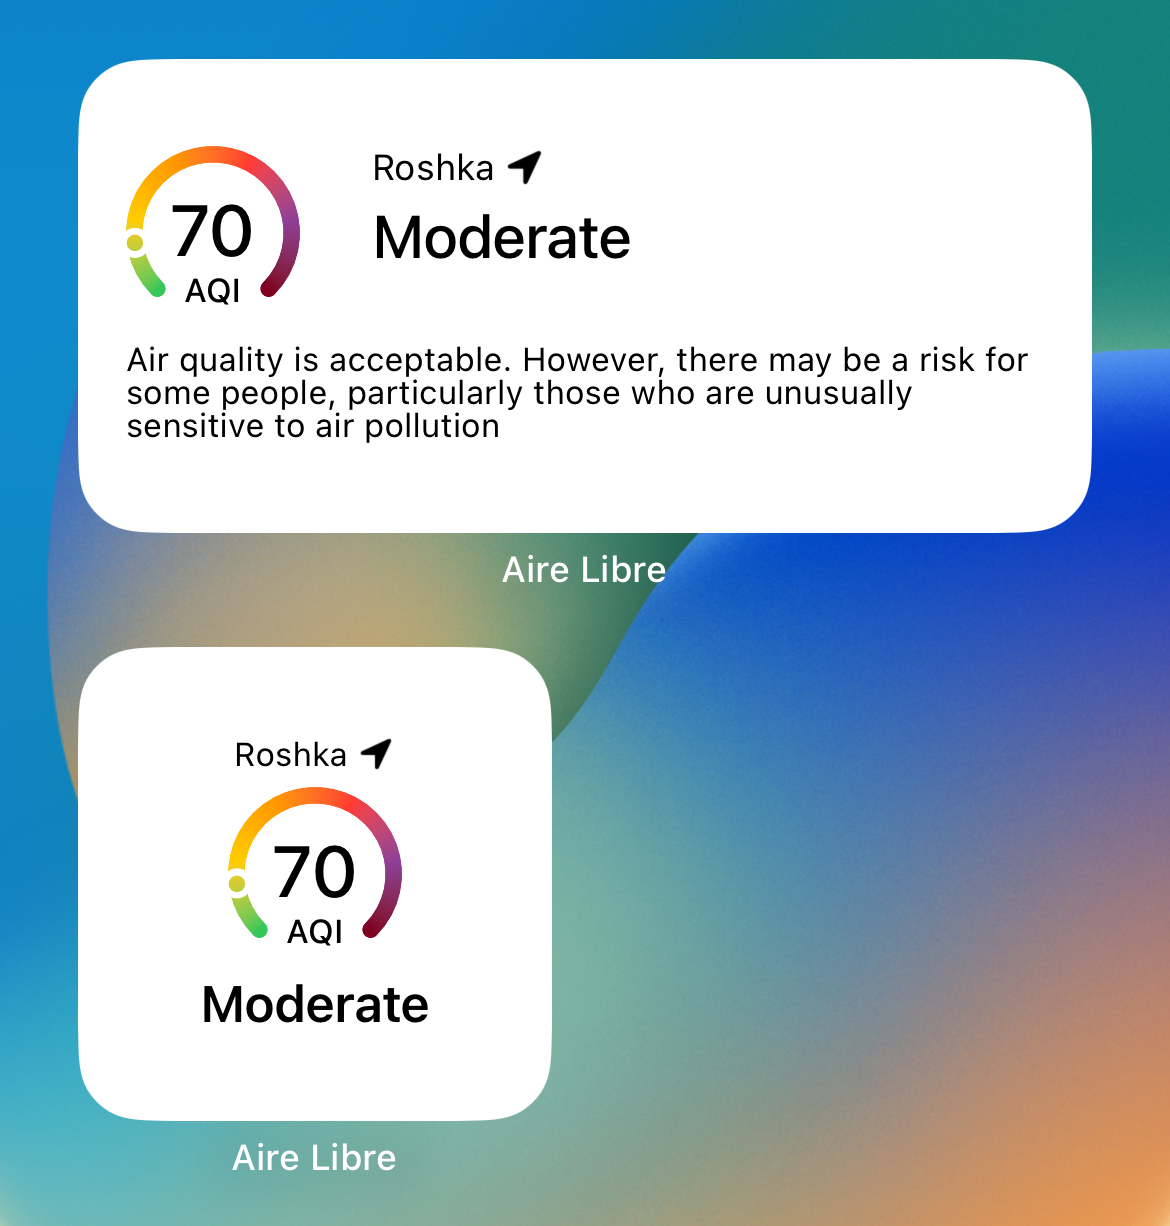 Roshka
70
Moderate
AQI
Air quality is acceptable. However, there may be a risk for
some people, particularly those who are unusually
sensitive to air pollution
Aire Libre
Roshka
70
AQI
Moderate
Aire Libre